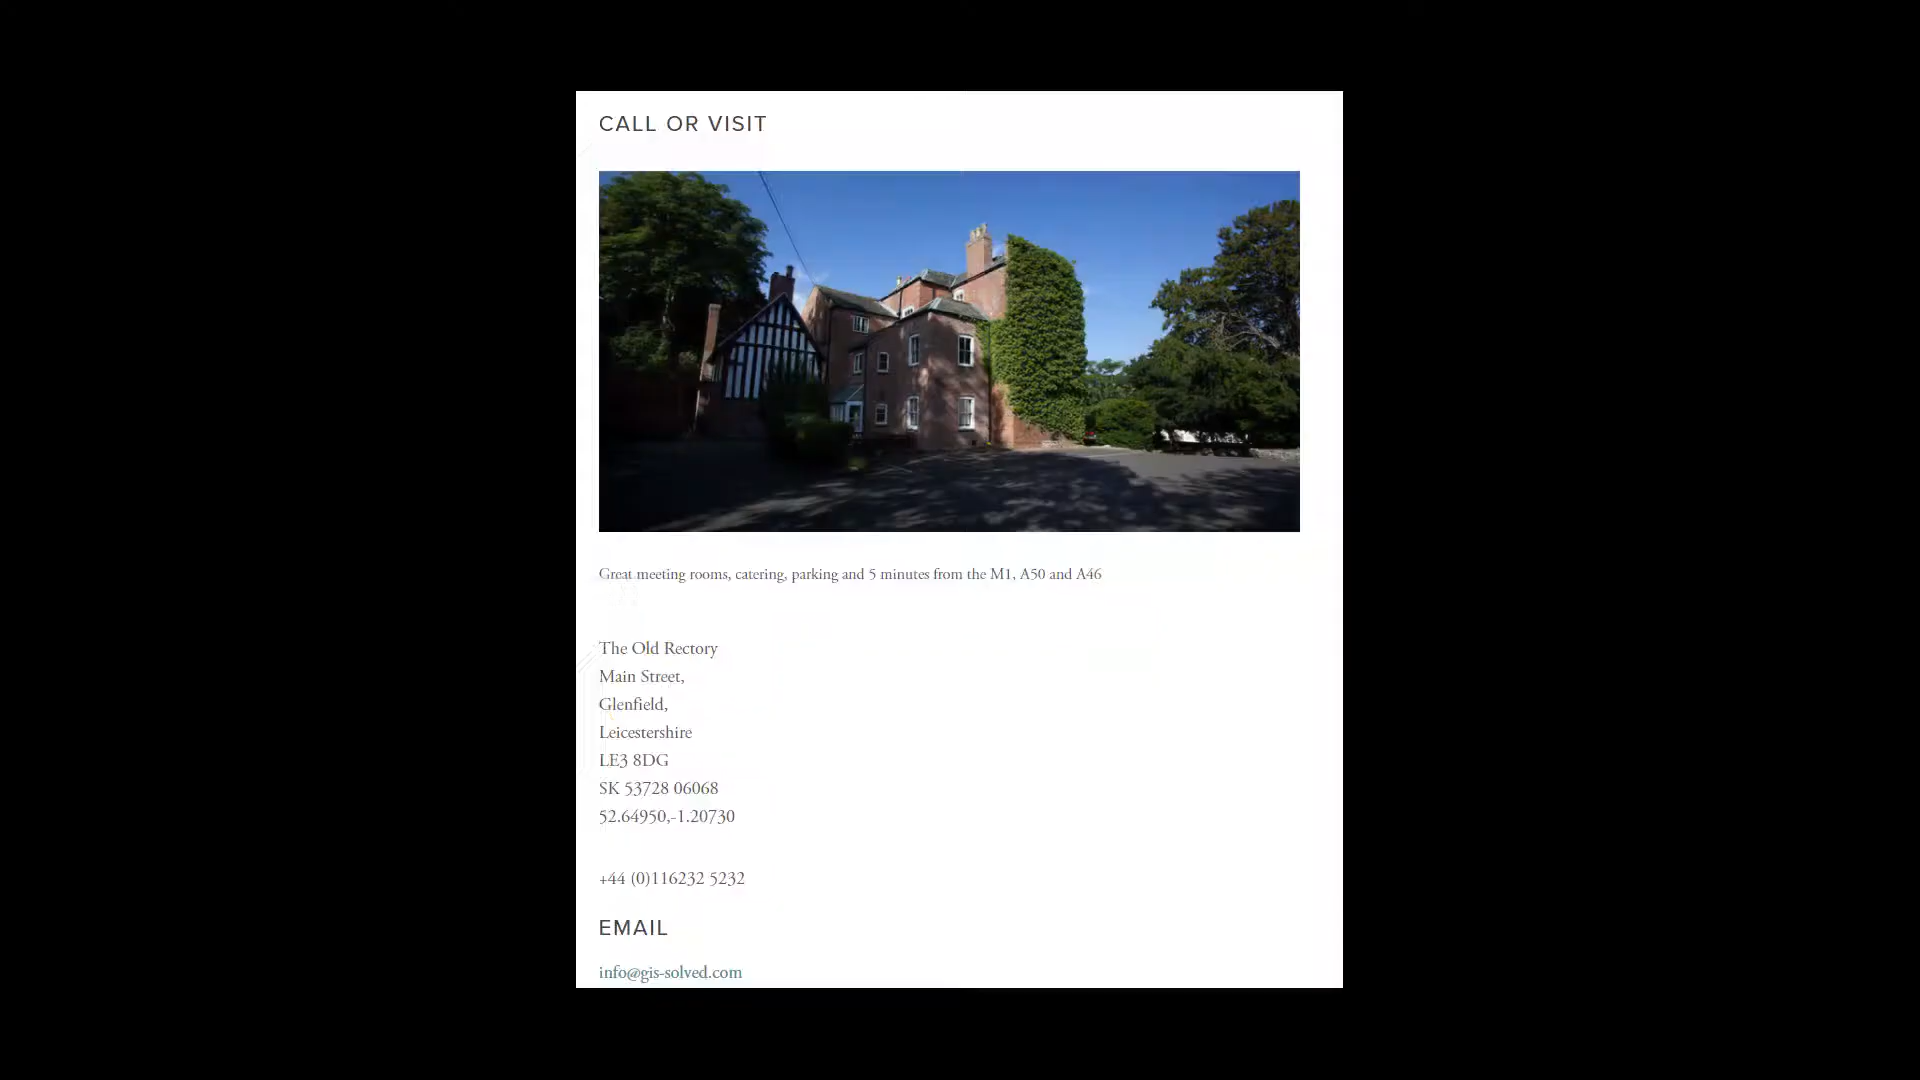 CALL OR VISIT
Great meeting rooms, catering, parking and 5 minutes from the M1, A50 and A46
The Old Rectory
Main Street,
Glenfield,
Leicestershire
LE3 8DG
SK 53728 06068
52.64950,-1.20730
+44 (0)116232 5232
EMAIL
info@gis-solved.com